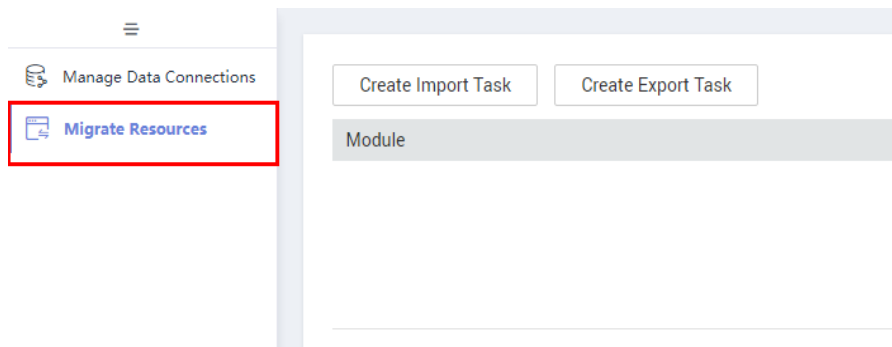 Manage Data Connections
Migrate Resources
Create Import Task
Create Export Task
Module